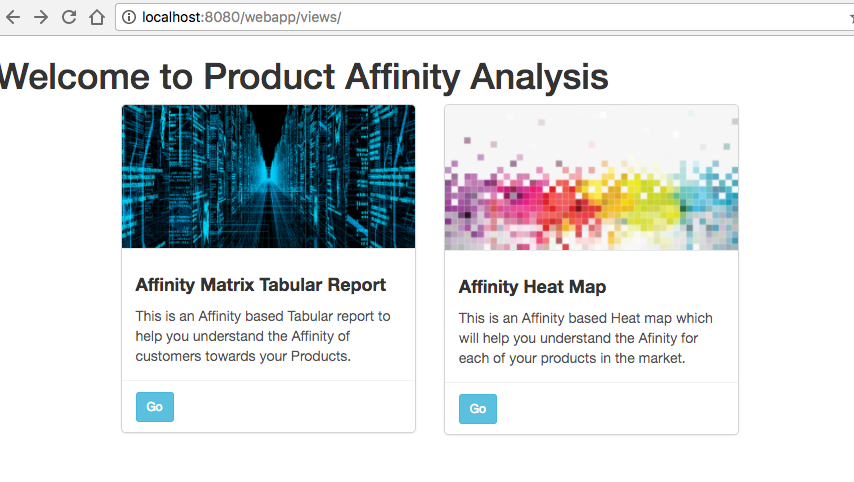 localhost:8080/webapp/views/
Welcome to Product Affinity Analysis
Affinity Matrix Tabular Report
This is an Affinity based Tabular report to
help you understand the Affinity of
customers towards your Products.
Go
Affinity Heat Map
This is an Affinity based Heat map which
will help you understand the Afinity for
each of your products in the market.
Go